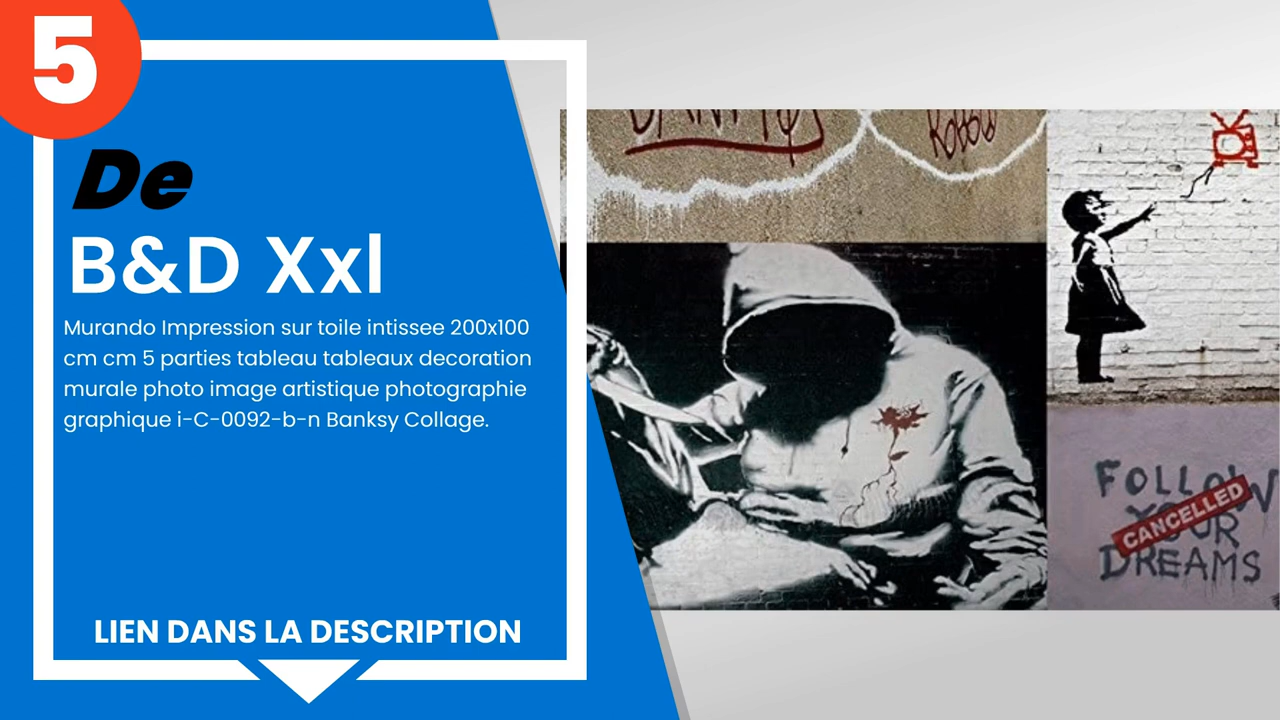 5
De
B&D Xxl
Murando Impression sur toile intissee 200x100
cm cm 5 parties tableau tableaux decoration
murale photo image artistique photographie
graphique i-C-0092-b-n Banksy Collage.
LIEN DANS LA DESCRIPTION
FOLLOW
YOUR
CANCELLED
DREAMS